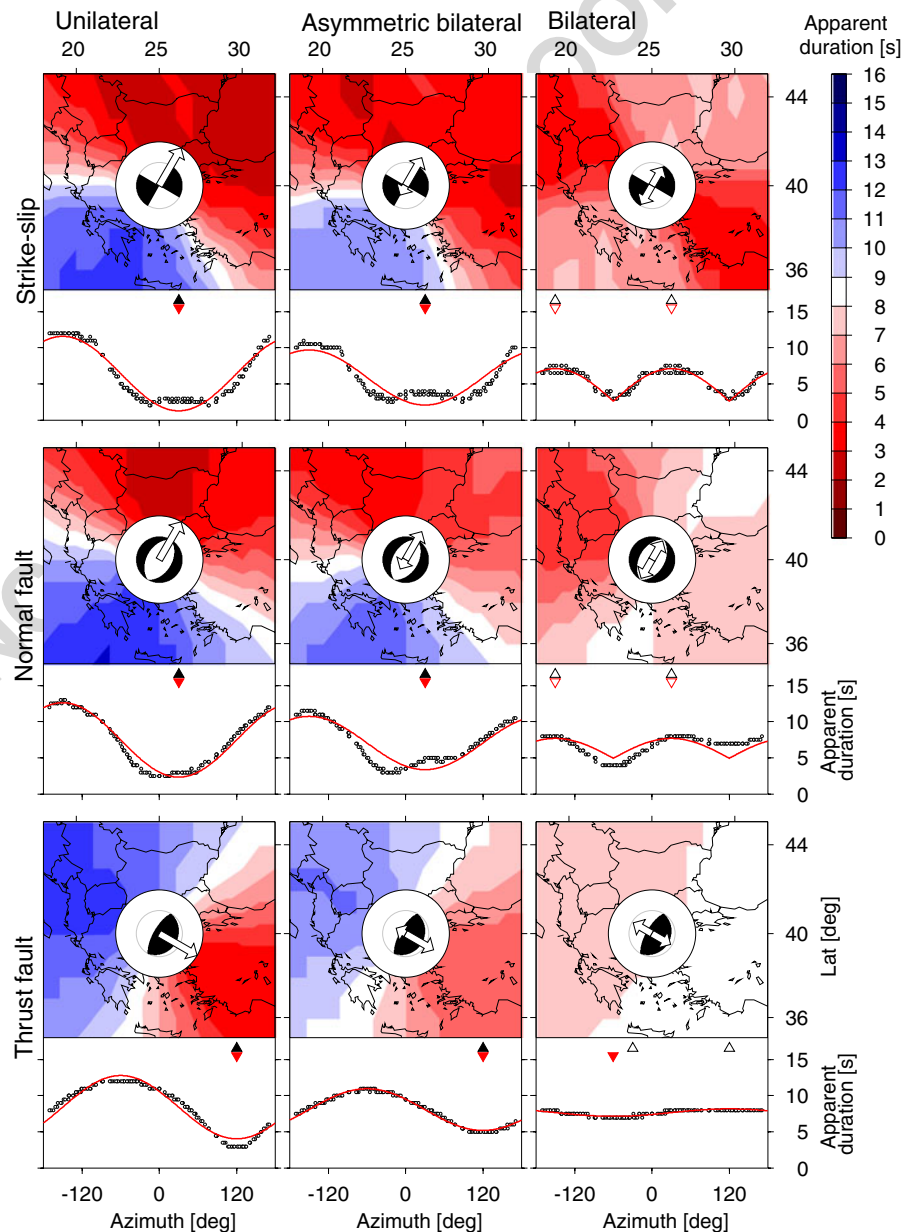 Unilateral
Asymmetric bilateral
Bilateral
Apparent
duration [s]
20 25 30
20 25 30
20 25 30
Strike-slip
44
40
36
16
15
14
13
12
11
10
9
8
7
6
5
4
3
2
1
0
15
10
5
0
Normal fault
44
40
36
15
10
5
0
Apparent
duration [s]
Thrust fault
44
40
36
Lat [deg]
15
10
5
0
Apparent
duration [s]
-120 0 120
-120 0 120
-120 0 120
Azimuth [deg]
Azimuth [deg]
Azimuth [deg]